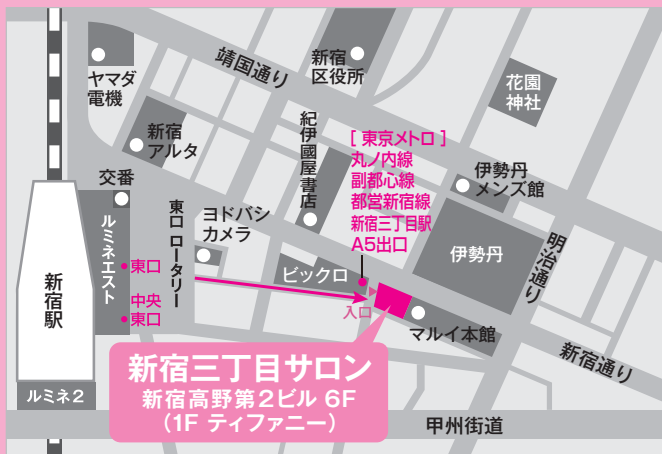 ヤマダ
電機
靖国通り
新宿
区役所
花園
神社
新宿
アルタ
紀伊國屋書店
[ 東京メトロ ]
丸ノ内線
副都心線
都営新宿線
新宿三丁目駅
A5出口
伊勢丹
メンズ館
交番
ルミネエスト
東口 ロータリー
ヨドバシ
カメラ
ビックロ
伊勢丹
明治通り
新宿駅
東口
中央
東口
入口
マルイ本館
新宿通り
新宿三丁目サロン
新宿高野第2ビル 6F
(1F ティファニー)
ルミネ2
甲州街道